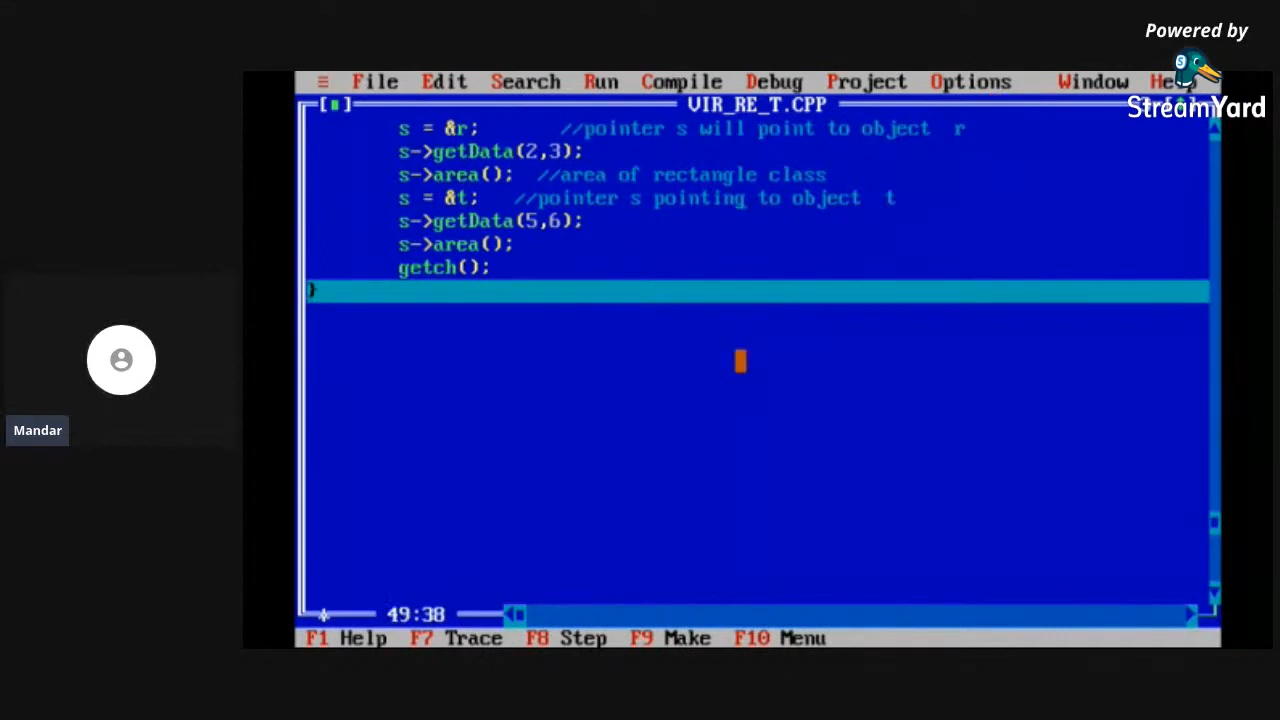 Powered by
StreamYard
≡ File Edit Search Run Compile Debug Project Options Window Help
VIR_RE_T.CPP
s = &r; //pointer s will point to object r
s->getData(2,3);
s->area(); //area of rectangle class
s = &t; //pointer s pointing to object t
s->getData(5,6);
s->area();
getch();
}
Mandar
49:38
F1 Help F7 Trace F8 Step F9 Make F10 Menu